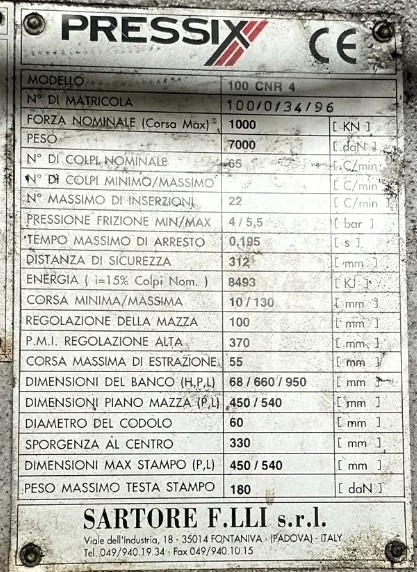 PRESSIX CE
MODELLO 100 CNR 4
N° DI MATRICOLA 100/0/34/96
FORZA NOMINALE (Corsa Max) 1000 [ KN ]
PESO 7000 [ daN ]
N° DI COLPI NOMINALE 65 [ C/min ]
N° DI COLPI MINIMO/MASSIMO [ C/min ]
N° MASSIMO DI INSERZIONI 22 [ C/min ]
PRESSIONE FRIZIONE MIN/MAX 4/5,5 [ bar ]
TEMPO MASSIMO DI ARRESTO 0,195 [ s ]
DISTANZA DI SICUREZZA 312 [ mm ]
ENERGIA ( i=15% Colpi Nom. ) 8493 [ KJ ]
CORSA MINIMA/MASSIMA 10/130 [ mm ]
REGOLAZIONE DELLA MAZZA 100 [ mm ]
P.M.I. REGOLAZIONE ALTA 370 [ mm ]
CORSA MASSIMA DI ESTRAZIONE 55 [ mm ]
DIMENSIONI DEL BANCO (H,P,L) 68/660/950 [ mm ]
DIMENSIONI PIANO MAZZA (P,L) 450/540 [ mm ]
DIAMETRO DEL CODOLO 60 [ mm ]
SPORGENZA AL CENTRO 330 [ mm ]
DIMENSIONI MAX STAMPO (P,L) 450/540 [ mm ]
PESO MASSIMO TESTA STAMPO 180 [ daN ]
SARTORE F.LLI s.r.l.
Viale dell'Industria, 18 - 35014 FONTANIVA - (PADOVA) - ITALY
Tel. 049/940.19.34 - Fax 049/940.10.15